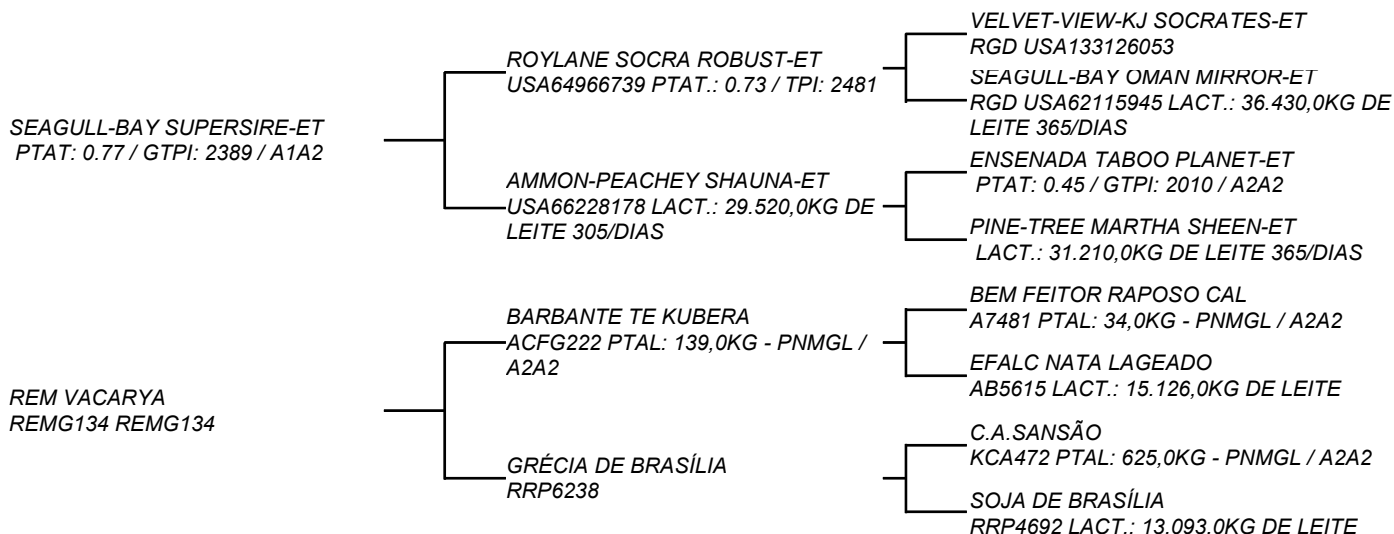 SEAGULL-BAY SUPERSIRE-ET
PTAT: 0.77 / GTPI: 2389 / A1A2
ROYLANE SOCRA ROBUST-ET
USA64966739 PTAT.: 0.73 / TPI: 2481
VELVET-VIEW-KJ SOCRATES-ET
RGD USA133126053
SEAGULL-BAY OMAN MIRROR-ET
RGD USA62115945 LACT.: 36.430,0KG DE
LEITE 365/DIAS
AMMON-PEACHEY SHAUNA-ET
USA66228178 LACT.: 29.520,0KG DE
LEITE 305/DIAS
ENSENADA TABOO PLANET-ET
PTAT: 0.45 / GTPI: 2010 / A2A2
PINE-TREE MARTHA SHEEN-ET
LACT.: 31.210,0KG DE LEITE 365/DIAS
REM VACARYA
REMG134 REMG134
BARBANTE TE KUBERA
ACFG222 PTAL: 139,0KG - PNMGL /
A2A2
BEM FEITOR RAPOSO CAL
A7481 PTAL: 34,0KG - PNMGL / A2A2
EFALC NATA LAGEADO
AB5615 LACT.: 15.126,0KG DE LEITE
GRÉCIA DE BRASÍLIA
RRP6238
C.A.SANSÃO
KCA472 PTAL: 625,0KG - PNMGL / A2A2
SOJA DE BRASÍLIA
RRP4692 LACT.: 13.093,0KG DE LEITE